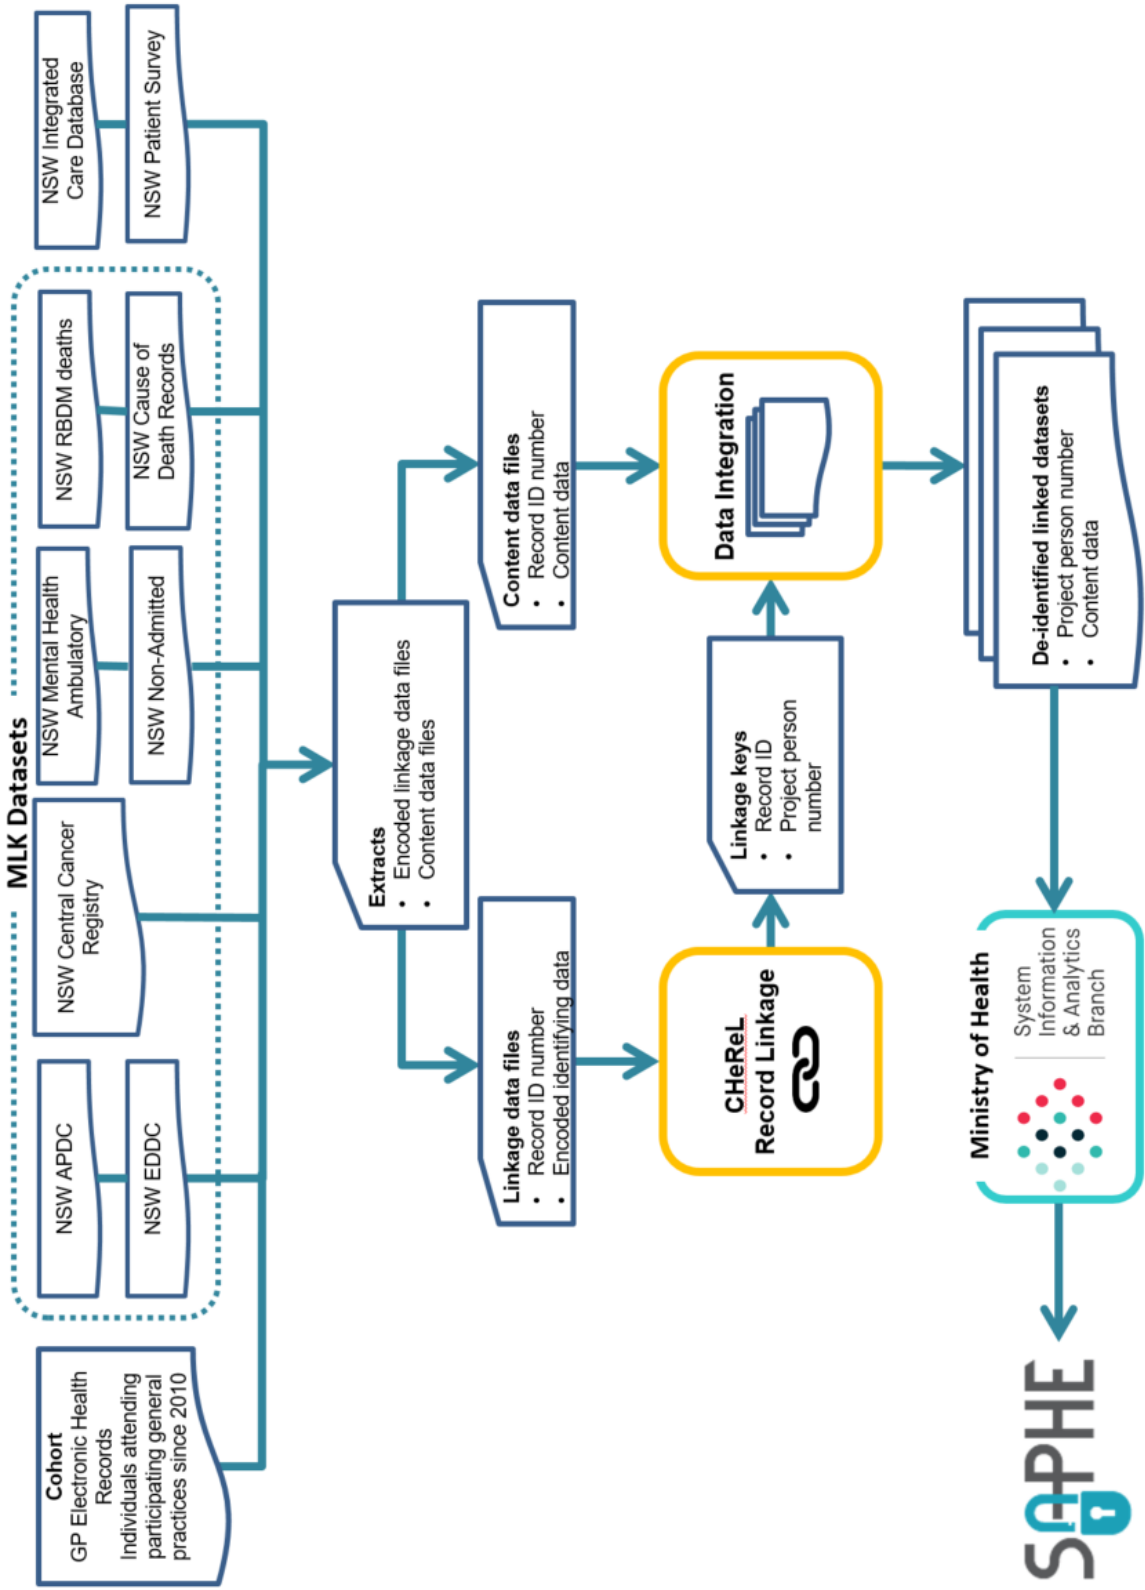 MLK Datasets
Cohort
GP Electronic Health
Records
Individuals attending
participating general
practices since 2010
NSW APDC
NSW EDDC
NSW Central Cancer
Registry
NSW Mental Health
Ambulatory
NSW Non-Admitted
NSW RBDM deaths
NSW Cause of
Death Records
NSW Integrated
Care Database
NSW Patient Survey
Extracts
• Encoded linkage data files
• Content data files
Linkage data files
• Record ID number
• Encoded identifying data
Content data files
• Record ID number
• Content data
CHeReL
Record Linkage
Linkage keys
• Record ID
• Project person
number
Data Integration
De-identified linked datasets
• Project person number
• Content data
Ministry of Health
System
Information
& Analytics
Branch
SAPHE